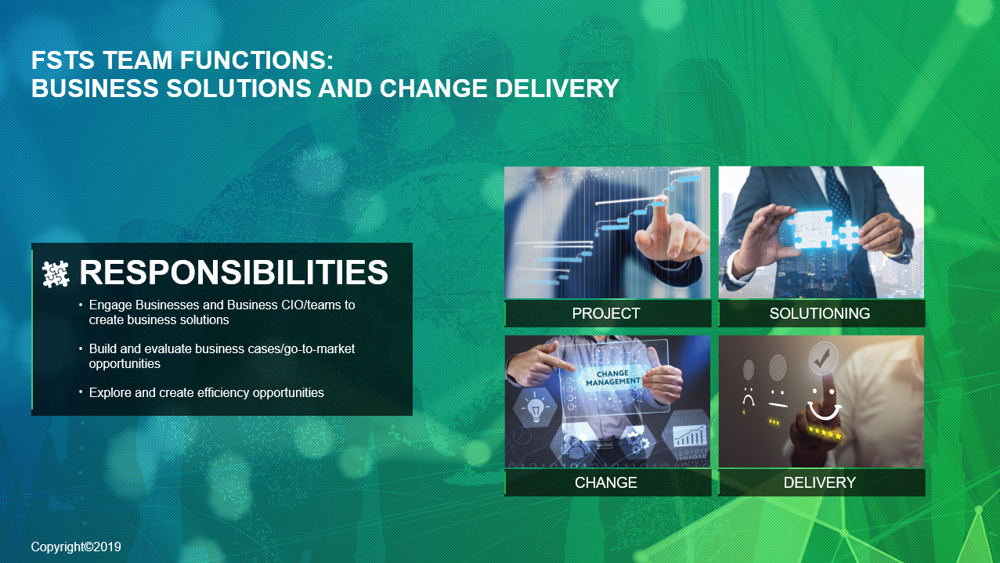 FSTS TEAM FUNCTIONS:
BUSINESS SOLUTIONS AND CHANGE DELIVERY
RESPONSIBILITIES
• Engage Businesses and Business CIO/teams to
create business solutions
• Build and evaluate business cases/go-to-market
opportunities
• Explore and create efficiency opportunities
PROJECT
SOLUTIONING
CHANGE
MANAGEMENT
CHANGE
DELIVERY
Copyright©2019